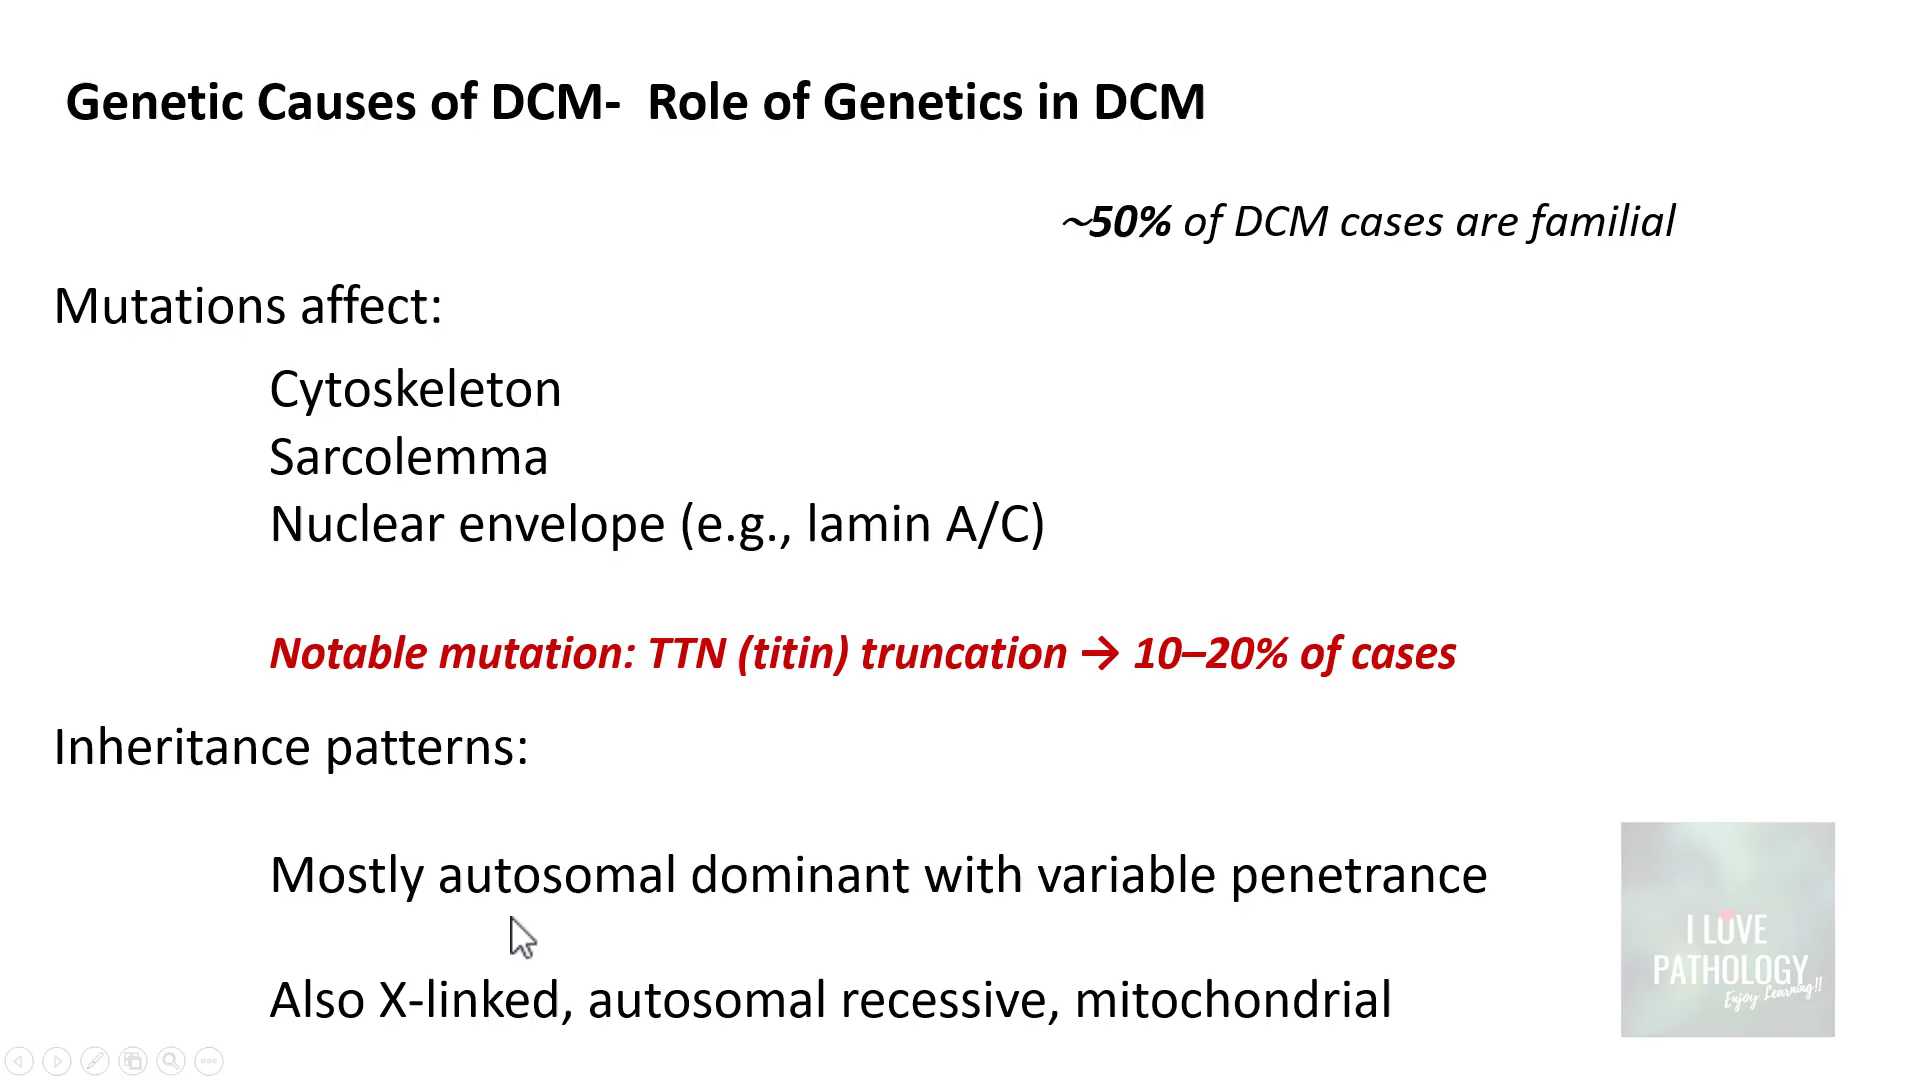 Genetic Causes of DCM-  Role of Genetics in DCM
~50% of DCM cases are familial
Mutations affect:
Cytoskeleton
Sarcolemma
Nuclear envelope (e.g., lamin A/C)
Notable mutation: TTN (titin) truncation → 10–20% of cases
Inheritance patterns:
Mostly autosomal dominant with variable penetrance
Also X-linked, autosomal recessive, mitochondrial
I LOVE
PATHOLOGY
Enjoy Learning!!